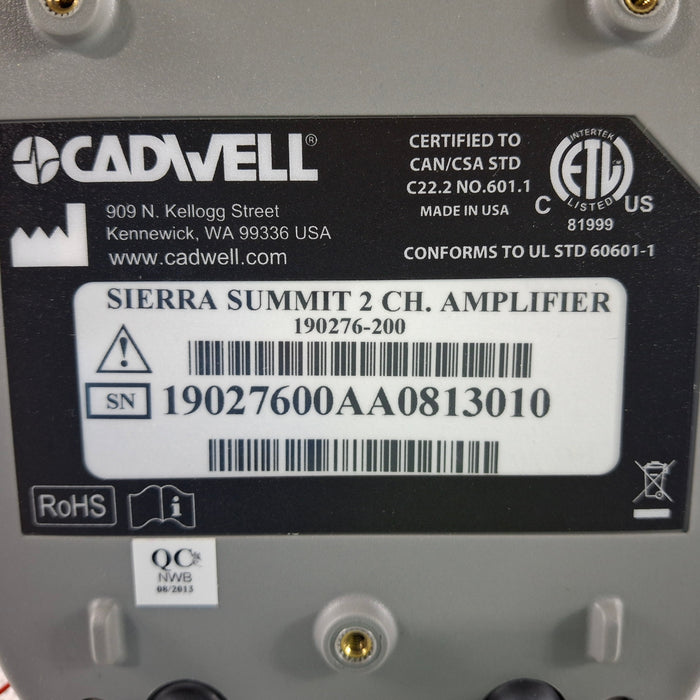 CADWELL®
909 N. Kellogg Street
Kennewick, WA 99336 USA
www.cadwell.com
CERTIFIED TO
CAN/CSA STD
C22.2 NO.601.1
MADE IN USA
INTERTEK
ETL
LISTED
C US
81999
CONFORMS TO UL STD 60601-1
SIERRA SUMMIT 2 CH. AMPLIFIER
190276-200
SN 19027600AA0813010
RoHS
i
QC
NWB
08/2013